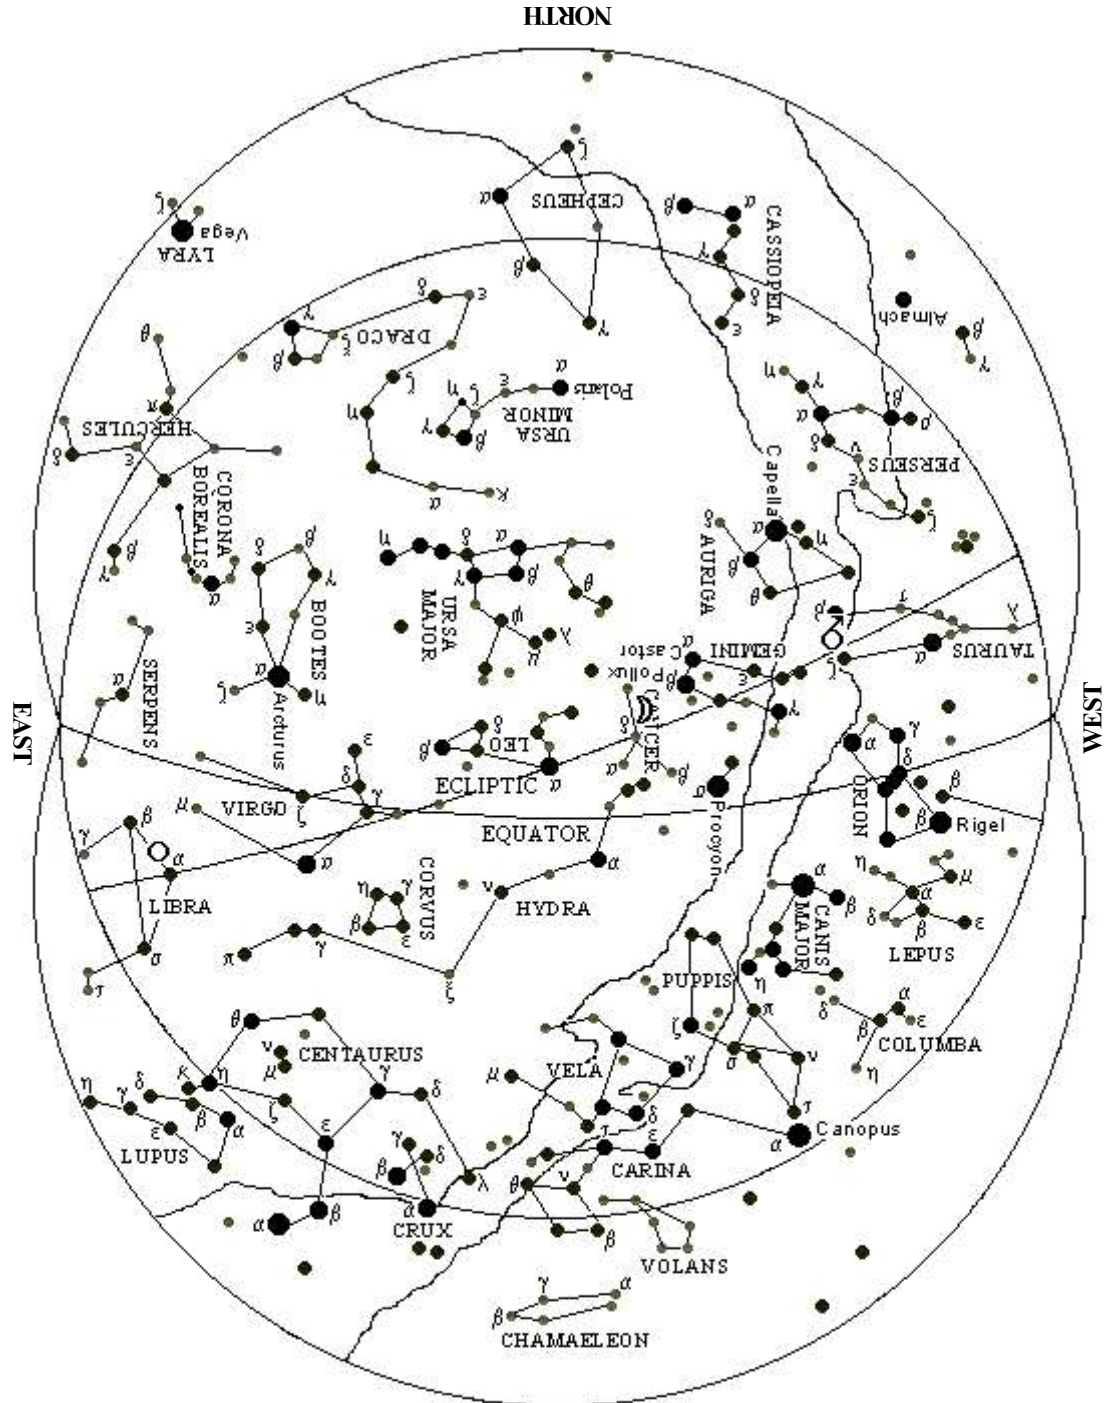 NORTH
CEPHEUS
ζ
α
β
γ
CASSIOPEIA
β
α
γ
δ
ε
ζ
Vega
LYRA
Almach
β
γ
DRACO
δ
ε
γ
β
ξ
ζ
η
α
κ
URSA
MINOR
Polaris
α
ε
ζ
η
γ
β
PERSEUS
η
γ
α
δ
ν
ε
ζ
β
ρ
HERCULES
θ
π
ε
δ
β
γ
CORONA
BOREALIS
α
BOOTES
β
δ
γ
ε
α
η
ζ
Arcturus
URSA
MAJOR
η
δ
α
γ
β
θ
ψ
λ
μ
Capella
AURIGA
α
η
δ
β
θ
GEMINI
α
Castor
Pollux
β
ε
γ
β
♂
τ
λ
ζ
α
TAURUS
SERPENS
α
EAST
WEST
CANCER
δ
α
β
LEO
β
α
ECLIPTIC
EQUATOR
VIRGO
ε
δ
γ
ζ
μ
α
Procyon
α
ORION
α
γ
δ
β
Rigel
β
LIBRA
γ
β
α
σ
τ
CORVUS
η
γ
β
ε
HYDRA
α
ν
ζ
γ
π
CANIS
MAJOR
α
β
η
LEPUS
η
μ
α
δ
β
ε
PUPPIS
π
ζ
σ
ν
τ
COLUMBA
δ
α
β
ε
η
CENTAURUS
θ
ν
μ
κ
η
ζ
γ
δ
ε
λ
β
α
VELA
μ
γ
δ
LUPUS
η
γ
δ
β
ε
α
CRUX
γ
δ
β
α
CARINA
Canopus
α
τ
ε
θ
ν
β
VOLANS
CHAMAELEON
γ
α
β